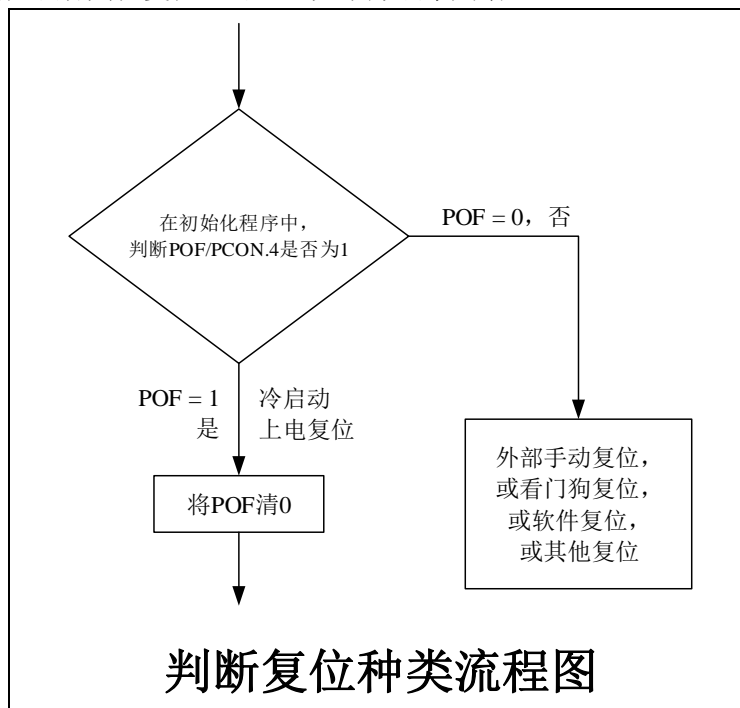 在初始化程序中，
判断POF/PCON.4是否为1
POF = 0，否
POF = 1
是
冷启动
上电复位
将POF清0
外部手动复位，
或看门狗复位，
或软件复位，
或其他复位
判断复位种类流程图